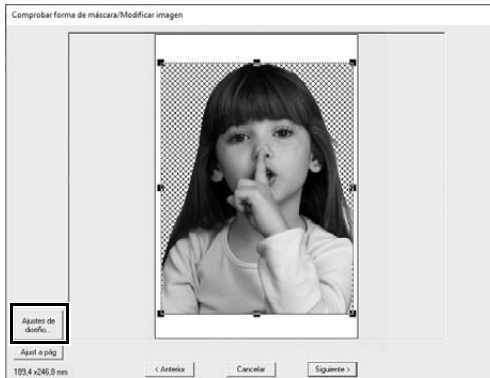 Comprobar forma de máscara/Modificar imagen
Ajustes de
diseño...
Ajust a pág
189,4 x246,8 mm
< Anterior
Cancelar
Siguiente >